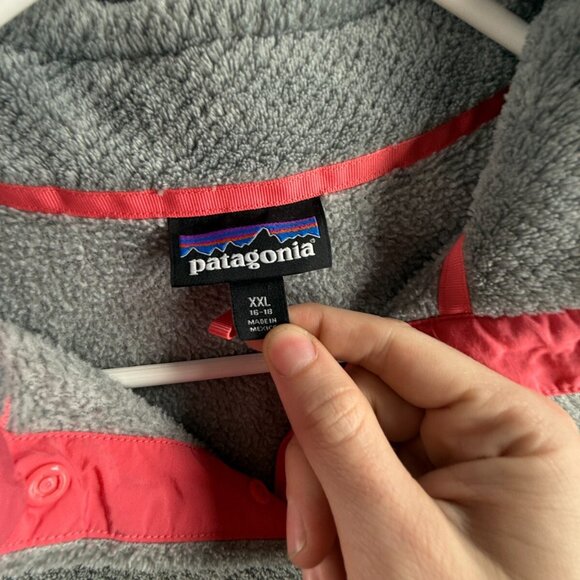 patagonia®
XXL
16-18
MADE IN
MEXICO